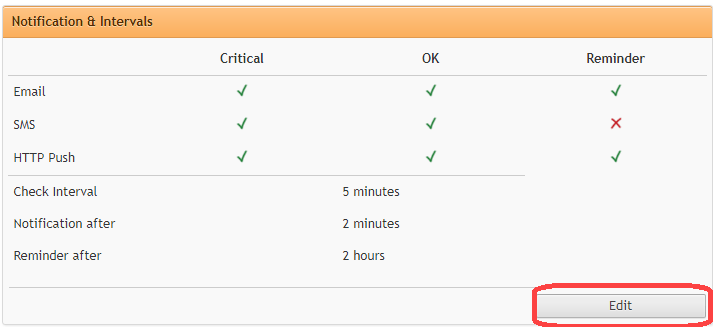 Notification & Intervals
Critical OK Reminder
Email
SMS
HTTP Push
Check Interval 5 minutes
Notification after 2 minutes
Reminder after 2 hours
Edit